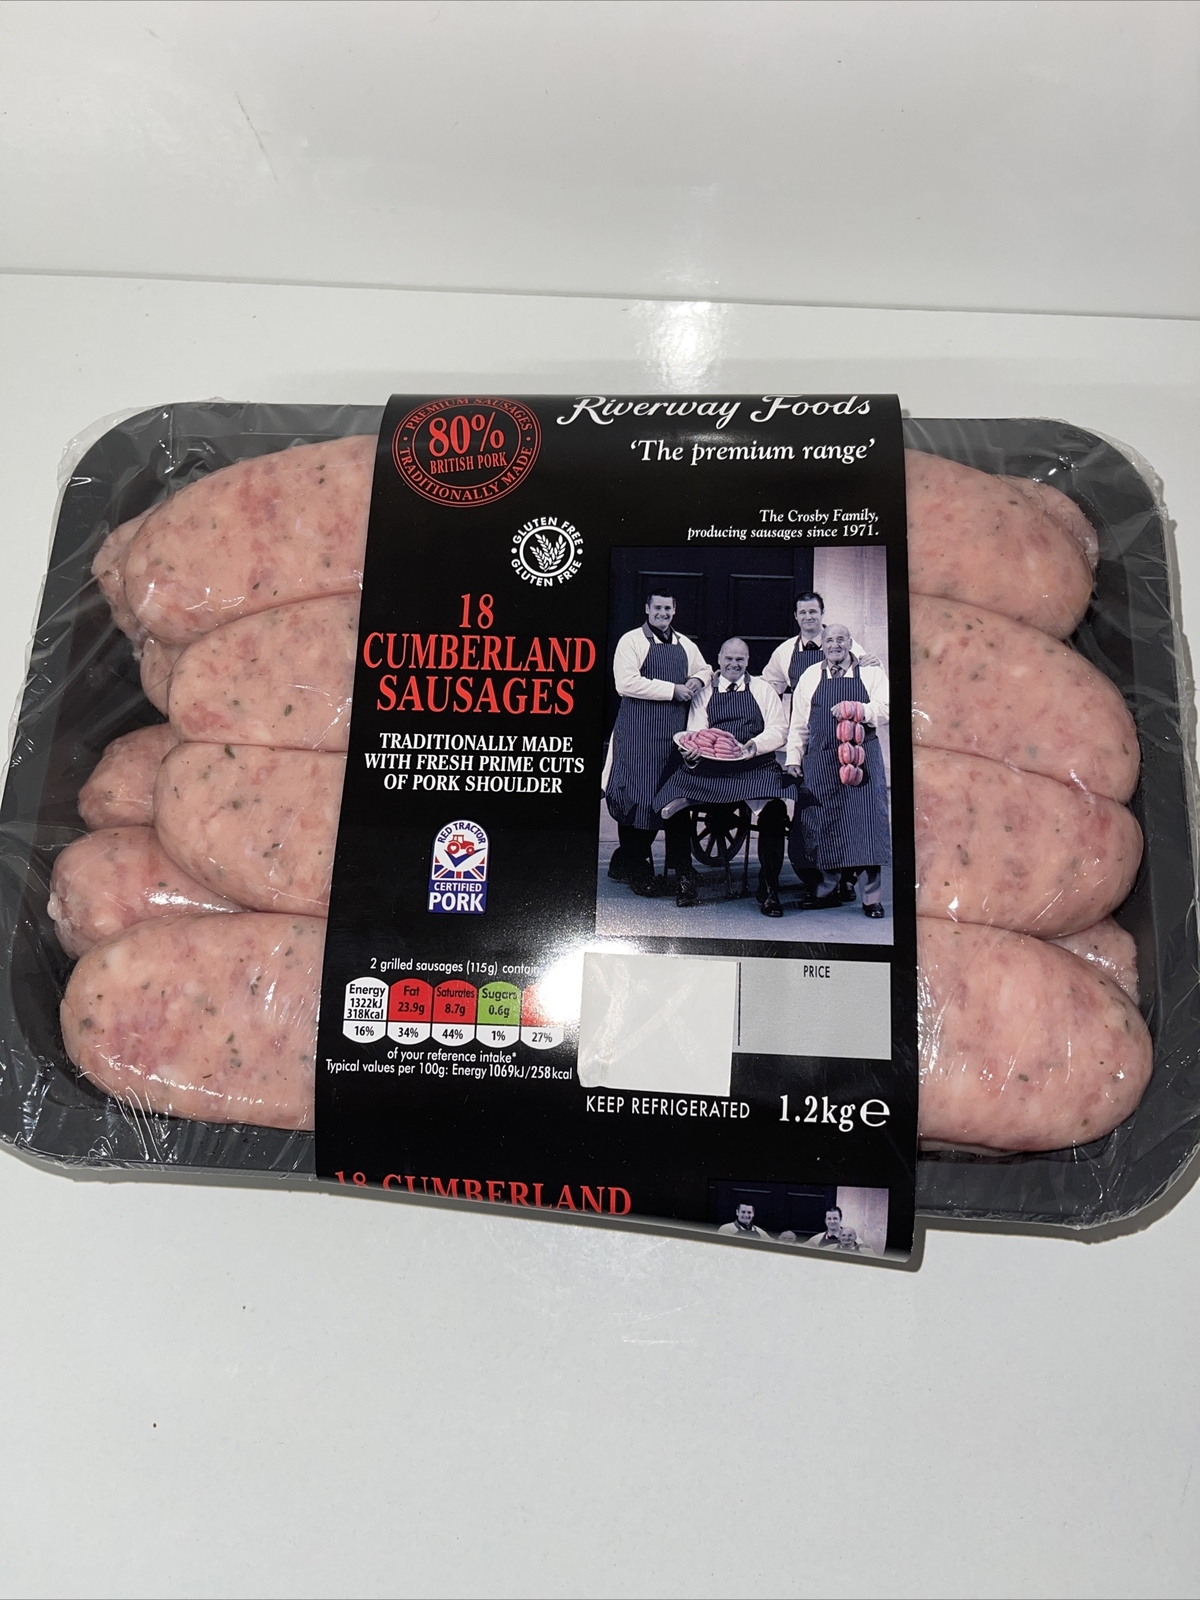 PREMIUM SAUSAGES
80%
BRITISH PORK
TRADITIONALLY MADE
Riverway Foods
'The premium range'
The Crosby Family,
producing sausages since 1971.
GLUTEN FREE
GLUTEN FREE
18
CUMBERLAND
SAUSAGES
TRADITIONALLY MADE
WITH FRESH PRIME CUTS
OF PORK SHOULDER
RED TRACTOR
CERTIFIED
PORK
2 grilled sausages (115g) contain
Energy Fat Saturates Sugars
1322kJ 23.9g 8.7g 0.6g
318Kcal
16% 34% 44% 1% 27%
of your reference intake*
Typical values per 100g: Energy 1069kJ/258kcal
PRICE
KEEP REFRIGERATED 1.2kg e
18 CUMBERLAND